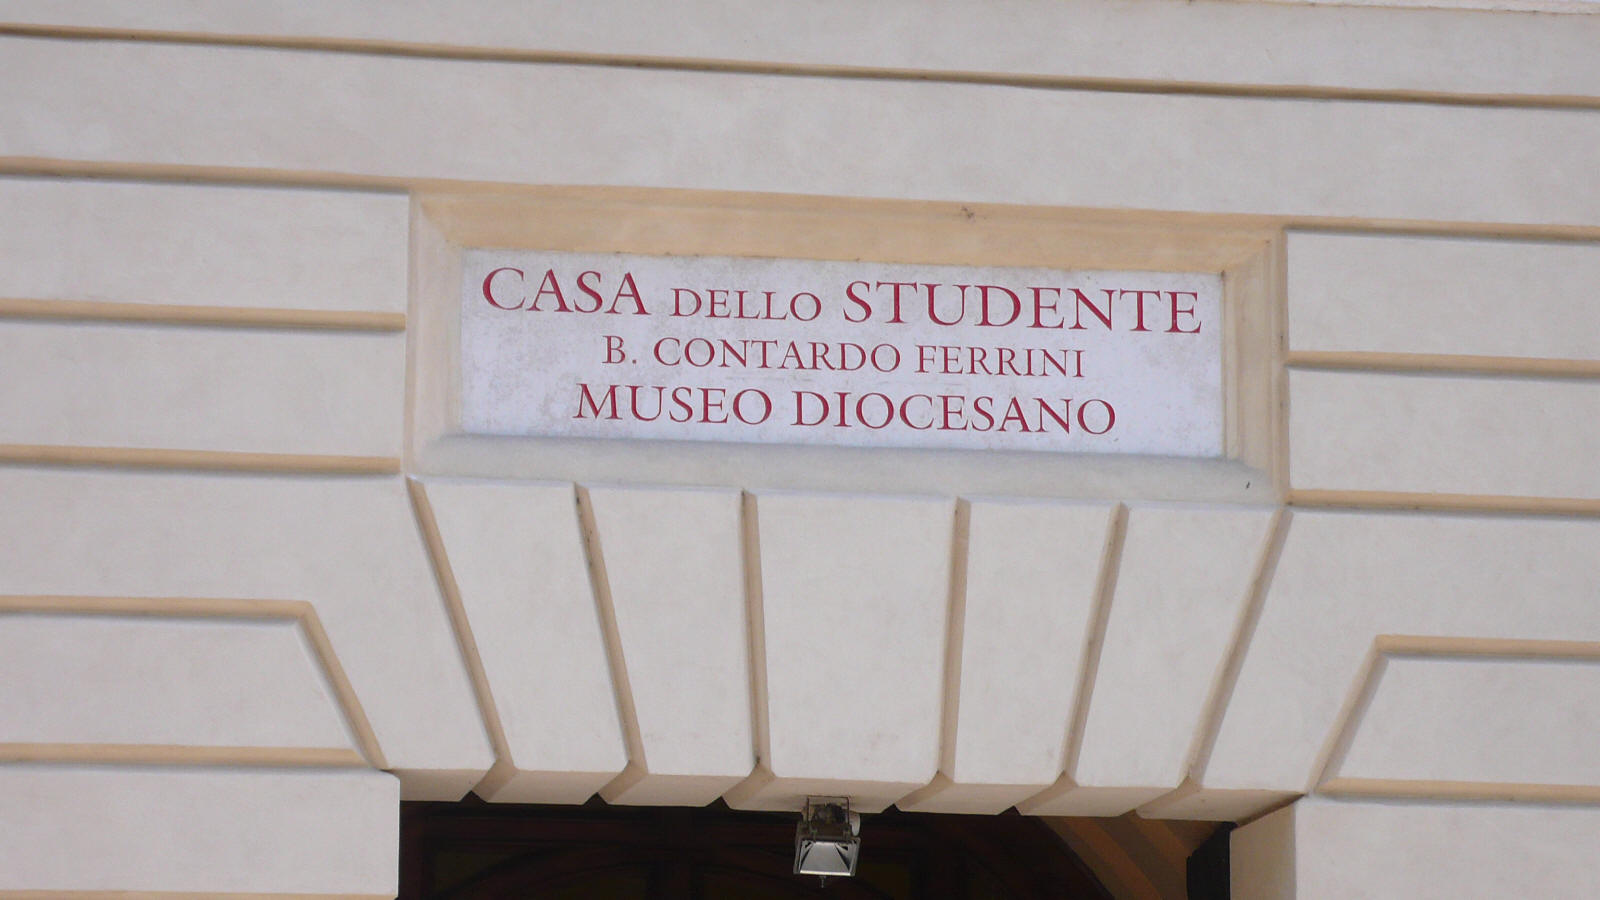 CASA DELLO STUDENTE
B. CONTARDO FERRINI
MUSEO DIOCESANO